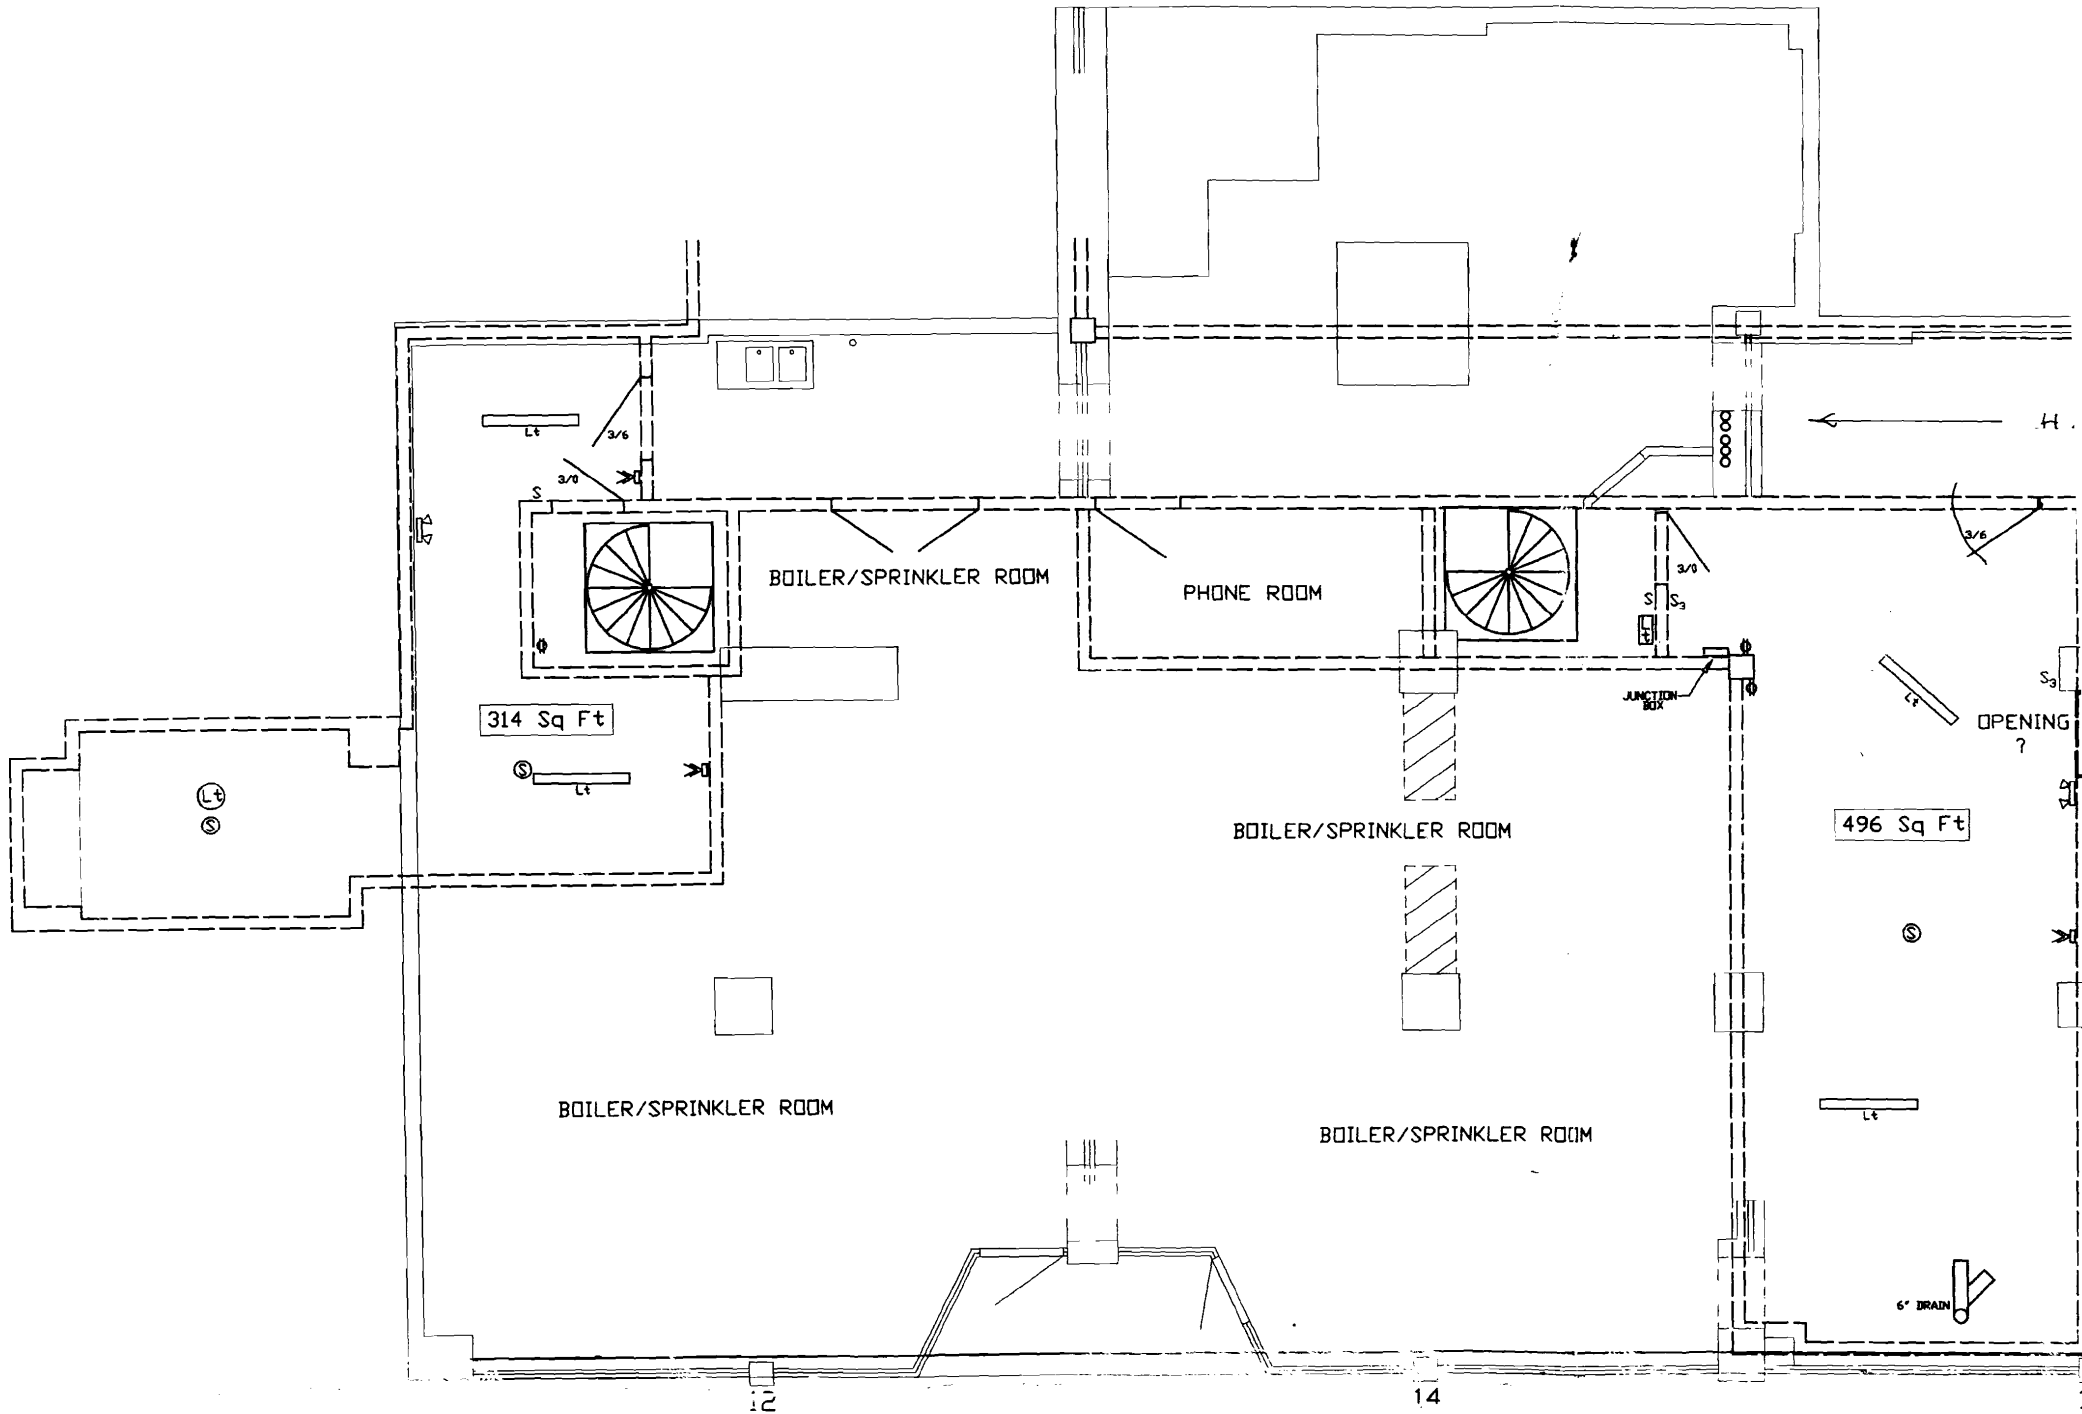 H.
Lt
3/6
3/0
S
3/6
BOILER/SPRINKLER ROOM
PHONE ROOM
3/0
S
S3
Lt
S3
JUNCTION
BOX
Lt
314 Sq Ft
OPENING
?
S
Lt
Lt
S
BOILER/SPRINKLER ROOM
496 Sq Ft
S
BOILER/SPRINKLER ROOM
Lt
BOILER/SPRINKLER ROOM
6" DRAIN
12
14